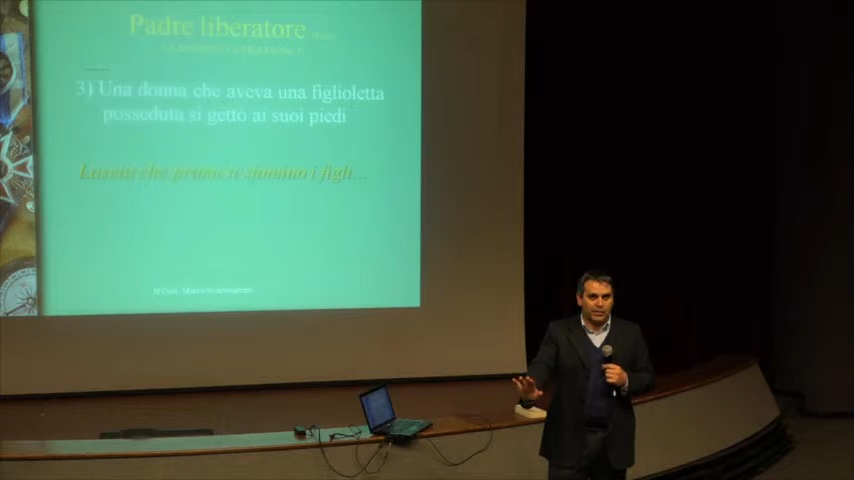 Padre liberatore
3) Una donna che aveva una figlioletta
posseduta si gettò ai suoi piedi
Lascia che prima si sfamino i figli...
© Dott.